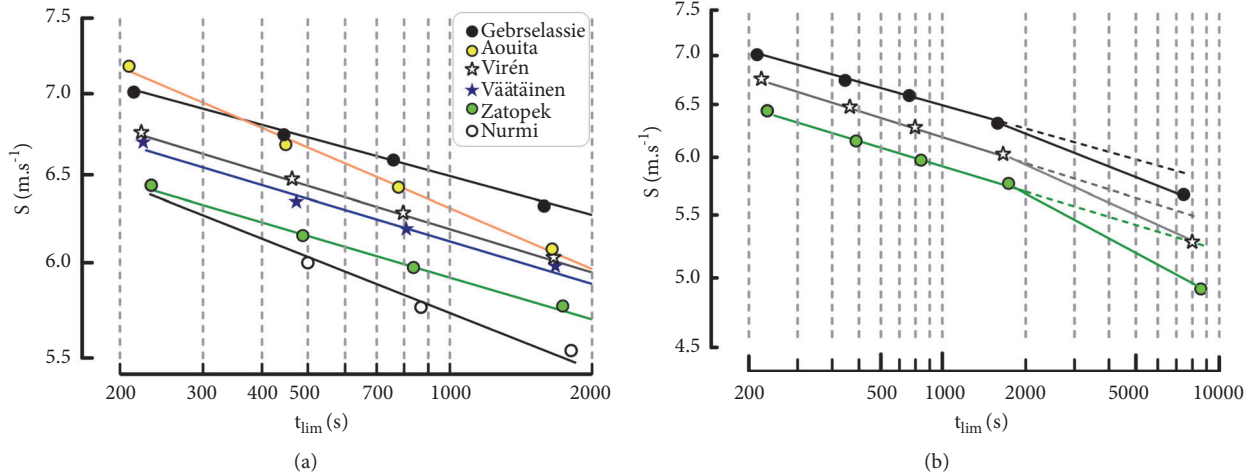 7.5
7.0
6.5
6.0
5.5
S (m.s-1)
200 300 400 500 700 1000 2000
tlim (s)
Gebrselassie
Aouita
Virén
Väätäinen
Zatopek
Nurmi
(a)
7.5
7.0
6.5
6.0
5.5
5.0
4.5
S (m.s-1)
200 500 1000 2000 5000 10000
tlim (s)
(b)